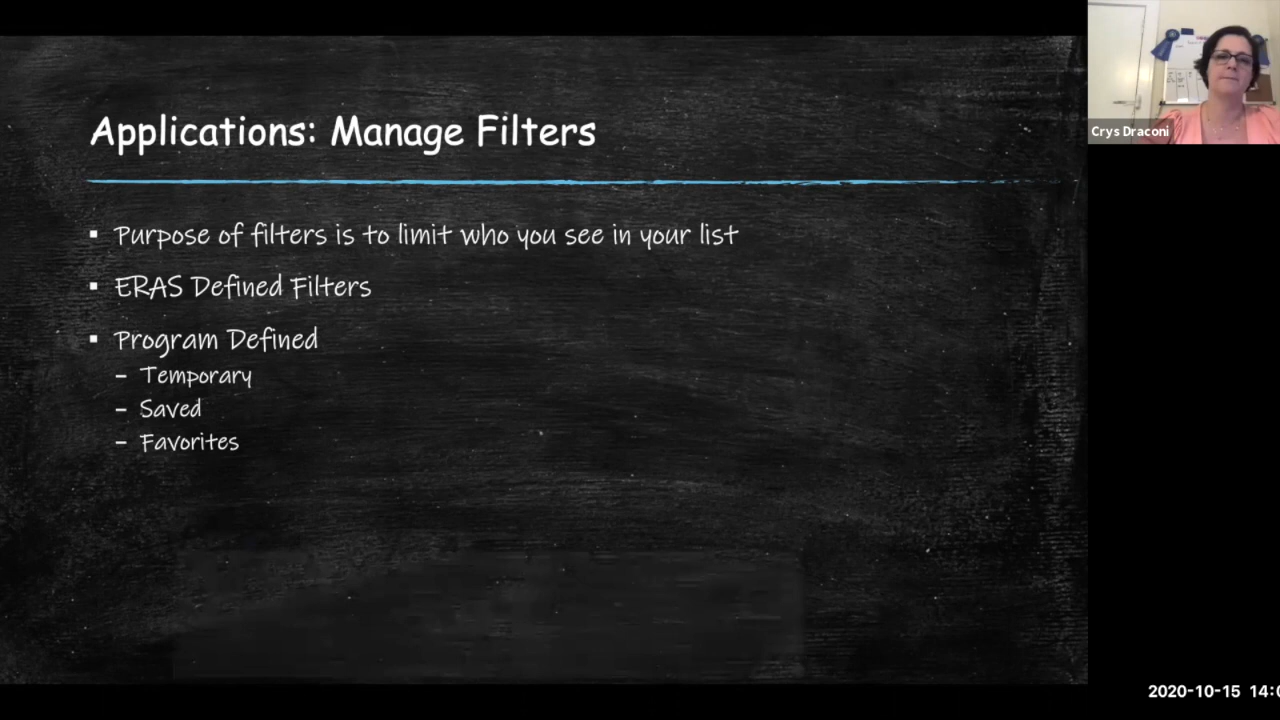 Applications: Manage Filters
Purpose of filters is to limit who you see in your list
ERAS Defined Filters
Program Defined
– Temporary
– Saved
– Favorites
Crys Draconi
2020-10-15 14:0